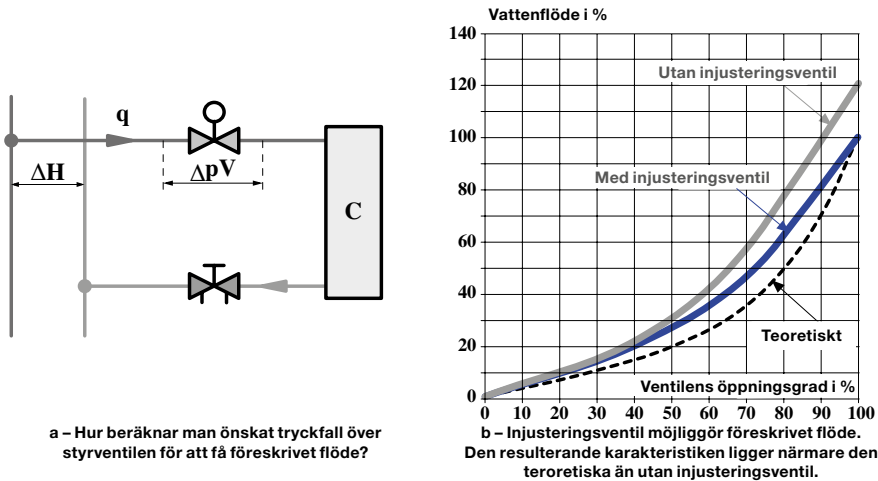 q
ΔH
ΔpV
C
a – Hur beräknar man önskat tryckfall över
styrventilen för att få föreskrivet flöde?
Vattenflöde i %
140
120
100
80
60
40
20
0
Utan injusteringsventil
Med injusteringsventil
Teoretiskt
Ventilens öppningsgrad i %
0 10 20 30 40 50 60 70 80 90 100
b – Injusteringsventil möjliggör föreskrivet flöde.
Den resulterande karakteristiken ligger närmare den
teroretiska än utan injusteringsventil.